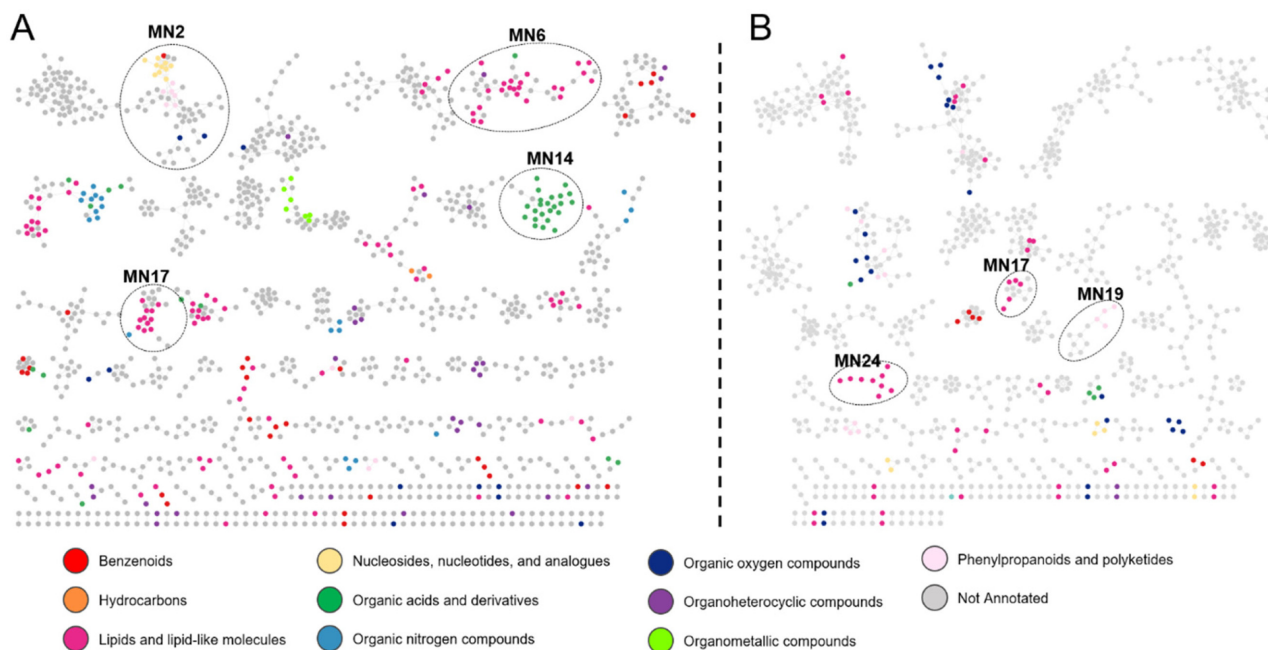 A
B
MN2
MN6
MN14
MN17
MN17
MN19
MN24
Benzenoids
Nucleosides, nucleotides, and analogues
Organic oxygen compounds
Phenylpropanoids and polyketides
Hydrocarbons
Organic acids and derivatives
Organoheterocyclic compounds
Not Annotated
Lipids and lipid-like molecules
Organic nitrogen compounds
Organometallic compounds